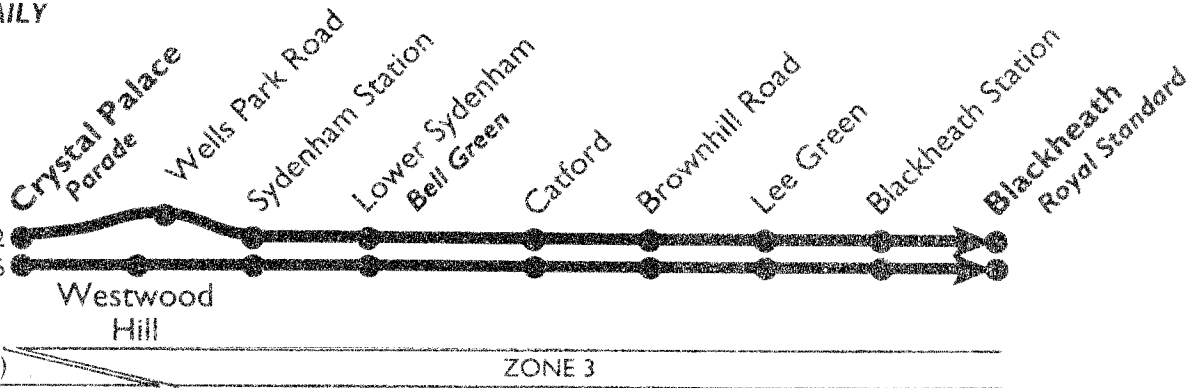 AILY
Crystal Palace
Parade
Wells Park Road
Sydenham Station
Lower Sydenham
Bell Green
Catford
Brownhill Road
Lee Green
Blackheath Station
Blackheath
Royal Standard
2
Westwood
Hill
)
ZONE 3